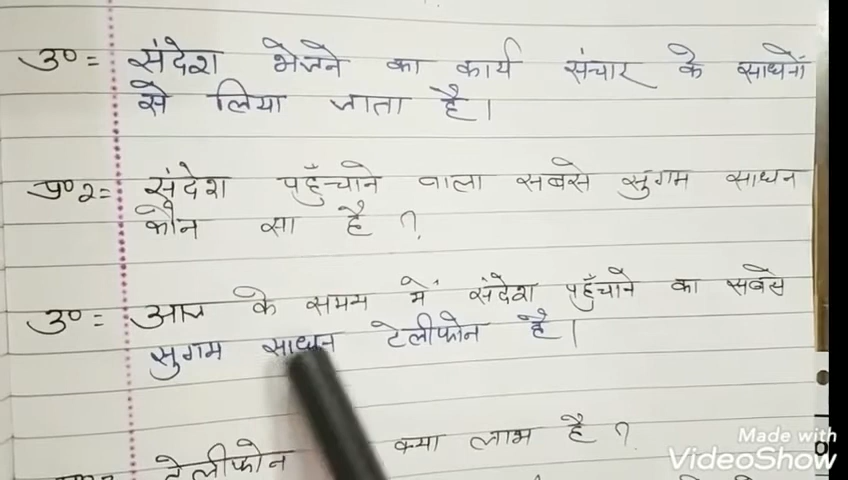 उ०= संदेश भेजने का कार्य संचार के साधनों
से लिया जाता है।
प्र०२= संदेश पहुँचाने वाला सबसे सुगम साधन
कौन सा है ?
उ०= आज के समय में संदेश पहुँचाने का सबसे
सुगम साधन टेलीफोन है।
टेलीफोन क्या लाभ है ?
Made with
VideoShow